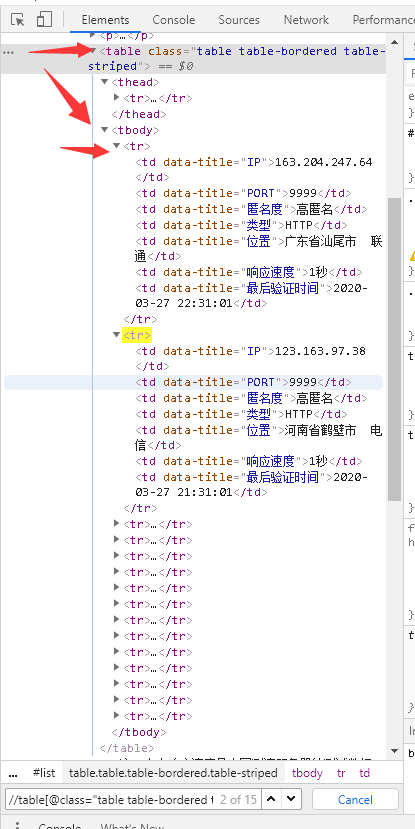 Elements Console Sources Network Performance
<p>…</p>
… ▼<table class="table table-bordered table-
striped"> == $0
▼<thead>
▶<tr>…</tr>
</thead>
▼<tbody>
▼<tr>
<td data-title="IP">163.204.247.64
</td>
<td data-title="PORT">9999</td>
<td data-title="匿名度">高匿名</td>
<td data-title="类型">HTTP</td>
<td data-title="位置">广东省汕尾市  联
通</td>
<td data-title="响应速度">1秒</td>
<td data-title="最后验证时间">2020-
03-27 22:31:01</td>
</tr>
▼<tr>
<td data-title="IP">123.163.97.38
</td>
<td data-title="PORT">9999</td>
<td data-title="匿名度">高匿名</td>
<td data-title="类型">HTTP</td>
<td data-title="位置">河南省鹤壁市  电
信</td>
<td data-title="响应速度">1秒</td>
<td data-title="最后验证时间">2020-
03-27 21:31:01</td>
</tr>
▶<tr>…</tr>
▶<tr>…</tr>
▶<tr>…</tr>
▶<tr>…</tr>
▶<tr>…</tr>
▶<tr>…</tr>
▶<tr>…</tr>
▶<tr>…</tr>
▶<tr>…</tr>
▶<tr>…</tr>
▶<tr>…</tr>
▶<tr>…</tr>
▶<tr>…</tr>
</tbody>
</table>
… #list table.table.table-bordered.table-striped tbody tr td
//table[@class="table table-bordered t 2 of 15 Cancel
Console What's New